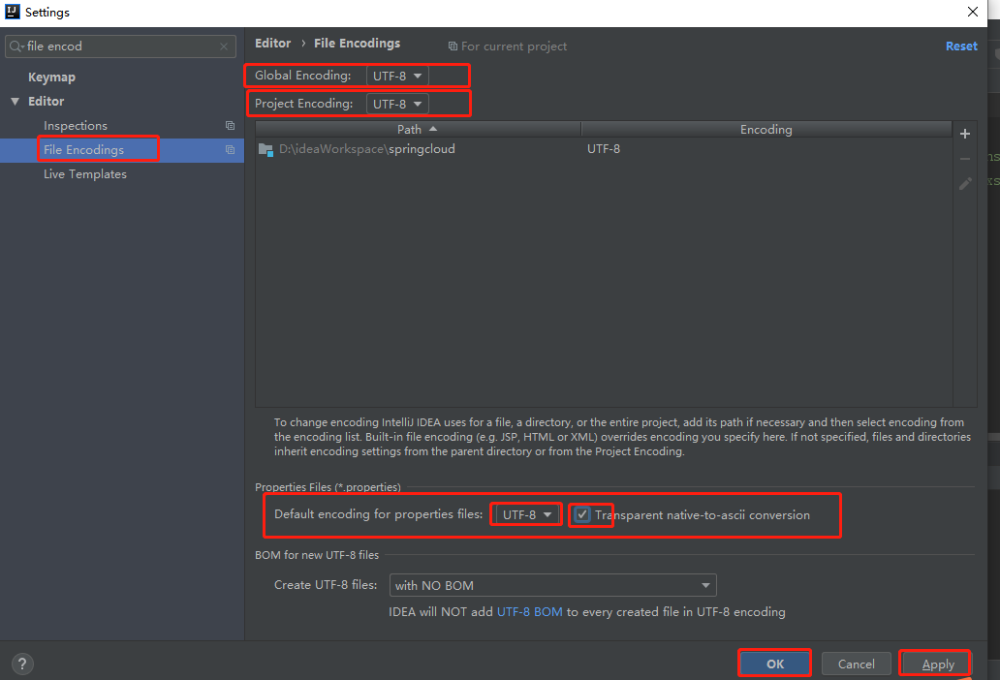 Settings
file encod
Editor › File Encodings
For current project
Reset
Keymap
Editor
Inspections
File Encodings
Live Templates
Global Encoding: UTF-8
Project Encoding: UTF-8
Path Encoding
D:\ideaWorkspace\springcloud UTF-8
To change encoding IntelliJ IDEA uses for a file, a directory, or the entire project, add its path if necessary and then select encoding from
the encoding list. Built-in file encoding (e.g. JSP, HTML or XML) overrides encoding you specify here. If not specified, files and directories
inherit encoding settings from the parent directory or from the Project Encoding.
Properties Files (*.properties)
Default encoding for properties files: UTF-8 Transparent native-to-ascii conversion
BOM for new UTF-8 files
Create UTF-8 files: with NO BOM
IDEA will NOT add UTF-8 BOM to every created file in UTF-8 encoding
? OK Cancel Apply